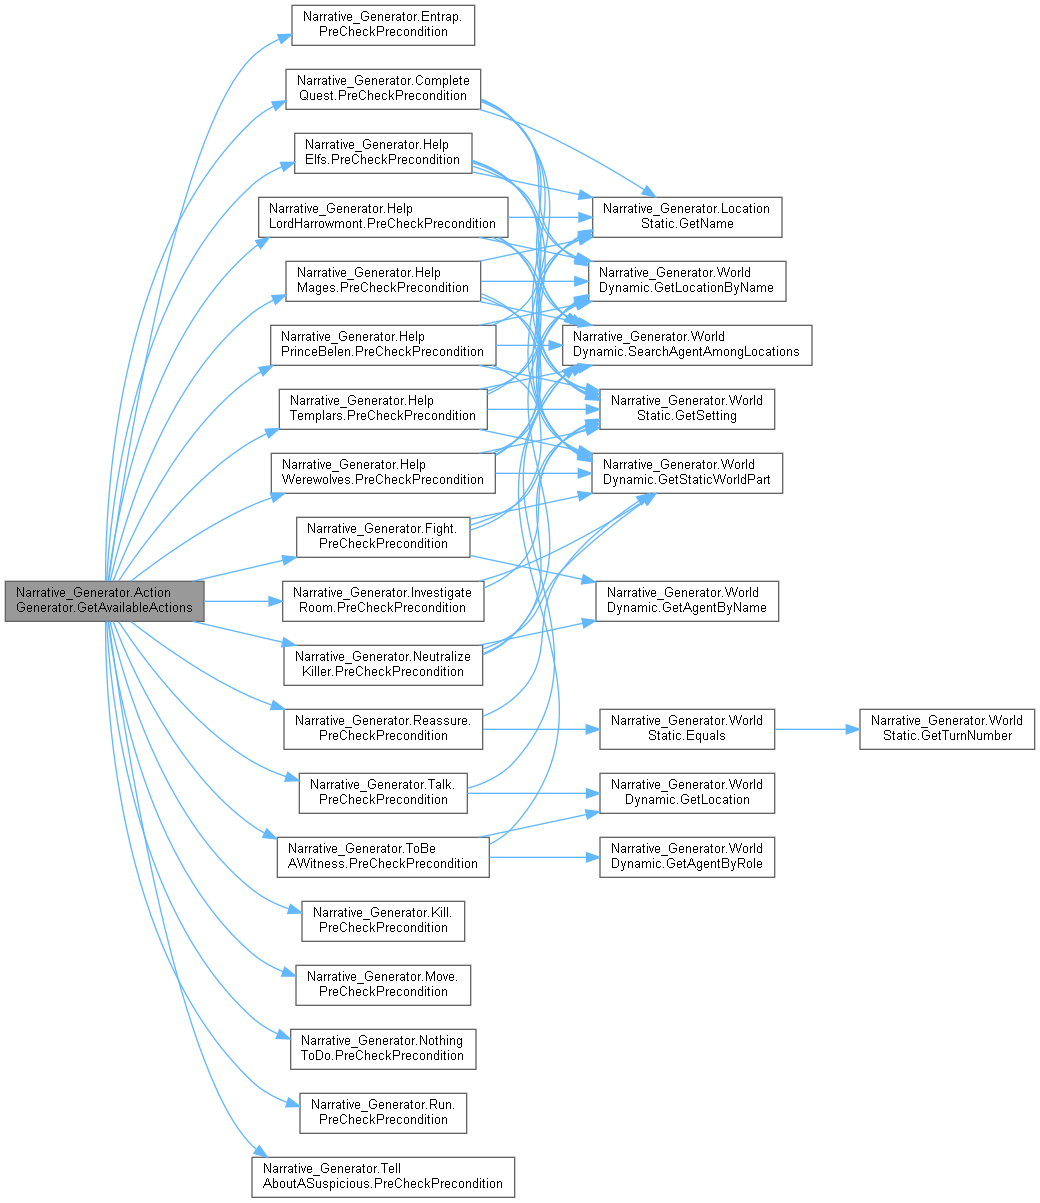 Narrative_Generator.Entrap.
PreCheckPrecondition
Narrative_Generator.Complete
Quest.PreCheckPrecondition
Narrative_Generator.Help
Elfs.PreCheckPrecondition
Narrative_Generator.Help
LordHarrowmont.PreCheckPrecondition
Narrative_Generator.Help
Mages.PreCheckPrecondition
Narrative_Generator.Help
PrinceBelen.PreCheckPrecondition
Narrative_Generator.Help
Templars.PreCheckPrecondition
Narrative_Generator.Help
Werewolves.PreCheckPrecondition
Narrative_Generator.Fight.
PreCheckPrecondition
Narrative_Generator.Action
Generator.GetAvailableActions
Narrative_Generator.Investigate
Room.PreCheckPrecondition
Narrative_Generator.Neutralize
Killer.PreCheckPrecondition
Narrative_Generator.Reassure.
PreCheckPrecondition
Narrative_Generator.Talk.
PreCheckPrecondition
Narrative_Generator.ToBe
AWitness.PreCheckPrecondition
Narrative_Generator.Kill.
PreCheckPrecondition
Narrative_Generator.Move.
PreCheckPrecondition
Narrative_Generator.Nothing
ToDo.PreCheckPrecondition
Narrative_Generator.Run.
PreCheckPrecondition
Narrative_Generator.Tell
AboutASuspicious.PreCheckPrecondition
Narrative_Generator.Location
Static.GetName
Narrative_Generator.World
Dynamic.GetLocationByName
Narrative_Generator.World
Dynamic.SearchAgentAmongLocations
Narrative_Generator.World
Static.GetSetting
Narrative_Generator.World
Dynamic.GetStaticWorldPart
Narrative_Generator.World
Dynamic.GetAgentByName
Narrative_Generator.World
Static.Equals
Narrative_Generator.World
Static.GetTurnNumber
Narrative_Generator.World
Dynamic.GetLocation
Narrative_Generator.World
Dynamic.GetAgentByRole